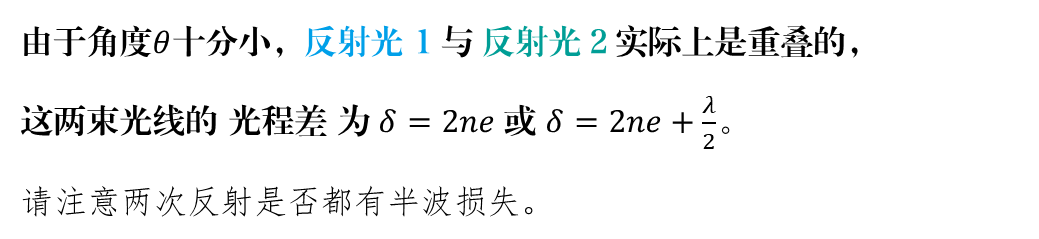 由于角度θ十分小，反射光 1 与 反射光 2 实际上是重叠的，
这两束光线的 光程差 为 δ = 2ne 或 δ = 2ne + λ/2。
请注意两次反射是否都有半波损失。